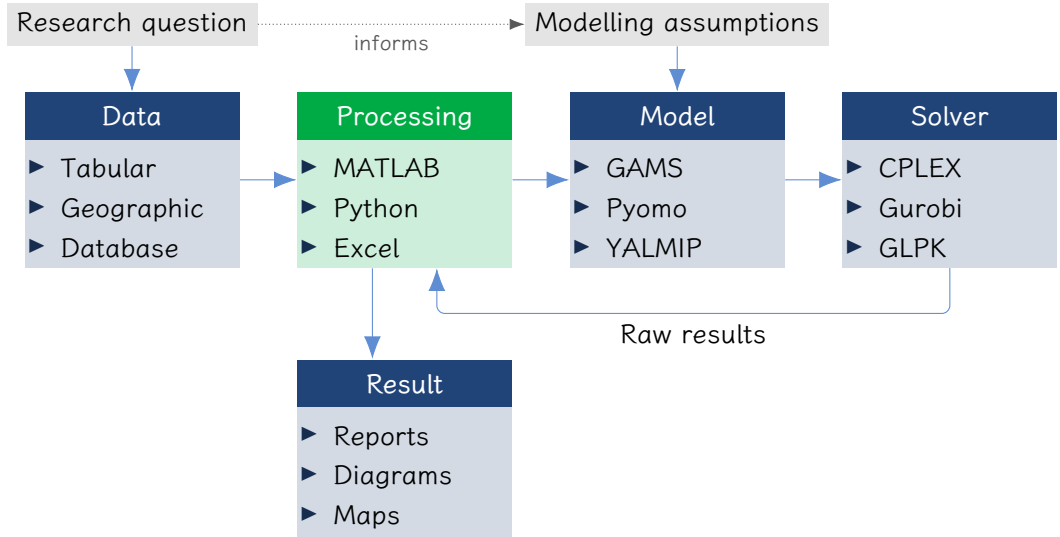 Research question
informs
Modelling assumptions
Data
Tabular
Geographic
Database
Processing
MATLAB
Python
Excel
Model
GAMS
Pyomo
YALMIP
Solver
CPLEX
Gurobi
GLPK
Raw results
Result
Reports
Diagrams
Maps